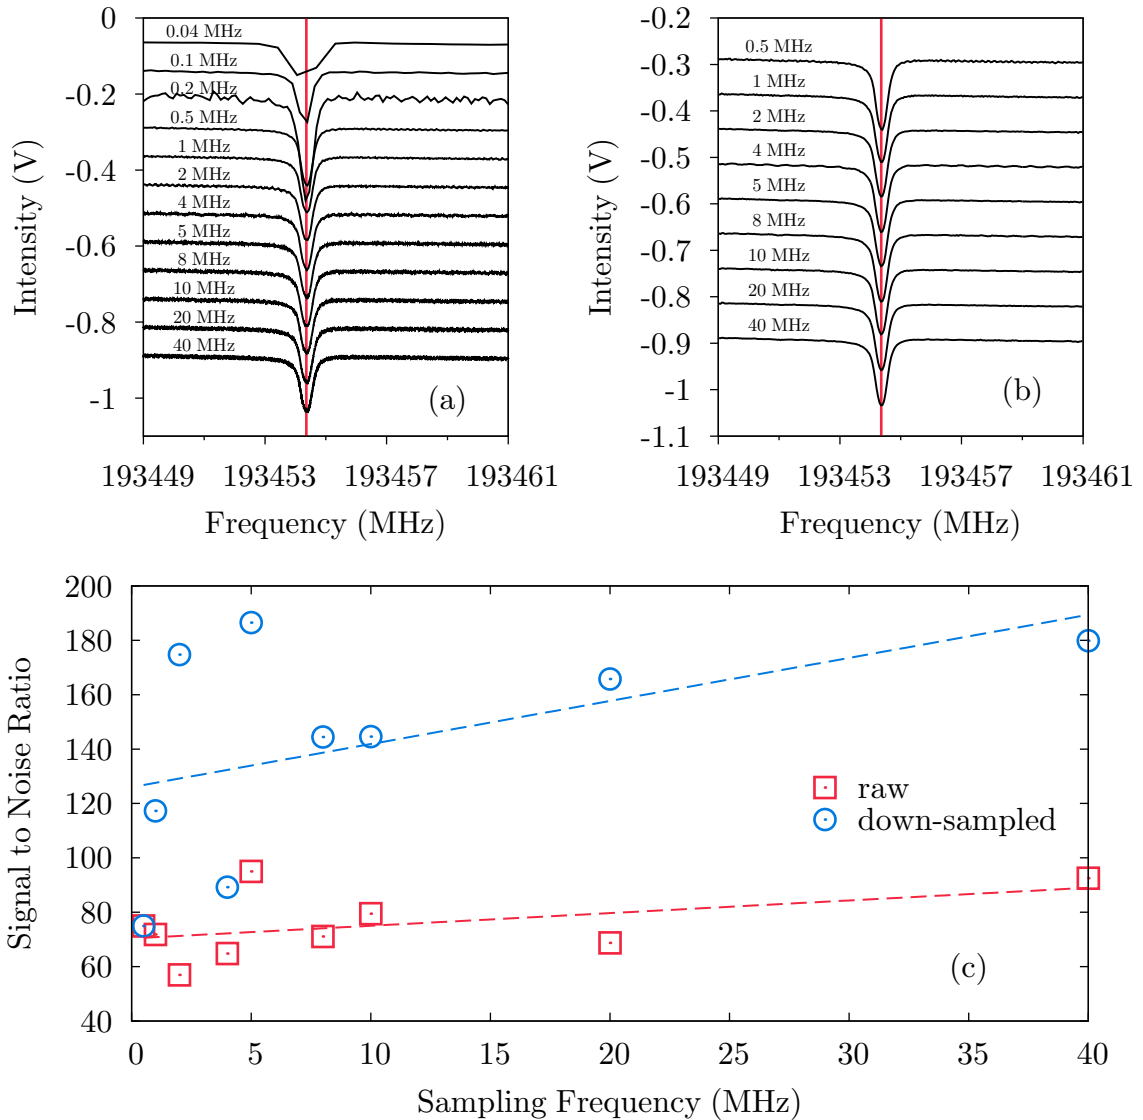 0
-0.2
-0.4
-0.6
-0.8
-1
Intensity (V)
0.04 MHz
0.1 MHz
0.2 MHz
0.5 MHz
1 MHz
2 MHz
4 MHz
5 MHz
8 MHz
10 MHz
20 MHz
40 MHz
(a)
193449 193453 193457 193461
Frequency (MHz)
-0.2
-0.3
-0.4
-0.5
-0.6
-0.7
-0.8
-0.9
-1
-1.1
Intensity (V)
0.5 MHz
1 MHz
2 MHz
4 MHz
5 MHz
8 MHz
10 MHz
20 MHz
40 MHz
(b)
193449 193453 193457 193461
Frequency (MHz)
200
180
160
140
120
100
80
60
40
Signal to Noise Ratio
raw
down-sampled
(c)
0 5 10 15 20 25 30 35 40
Sampling Frequency (MHz)